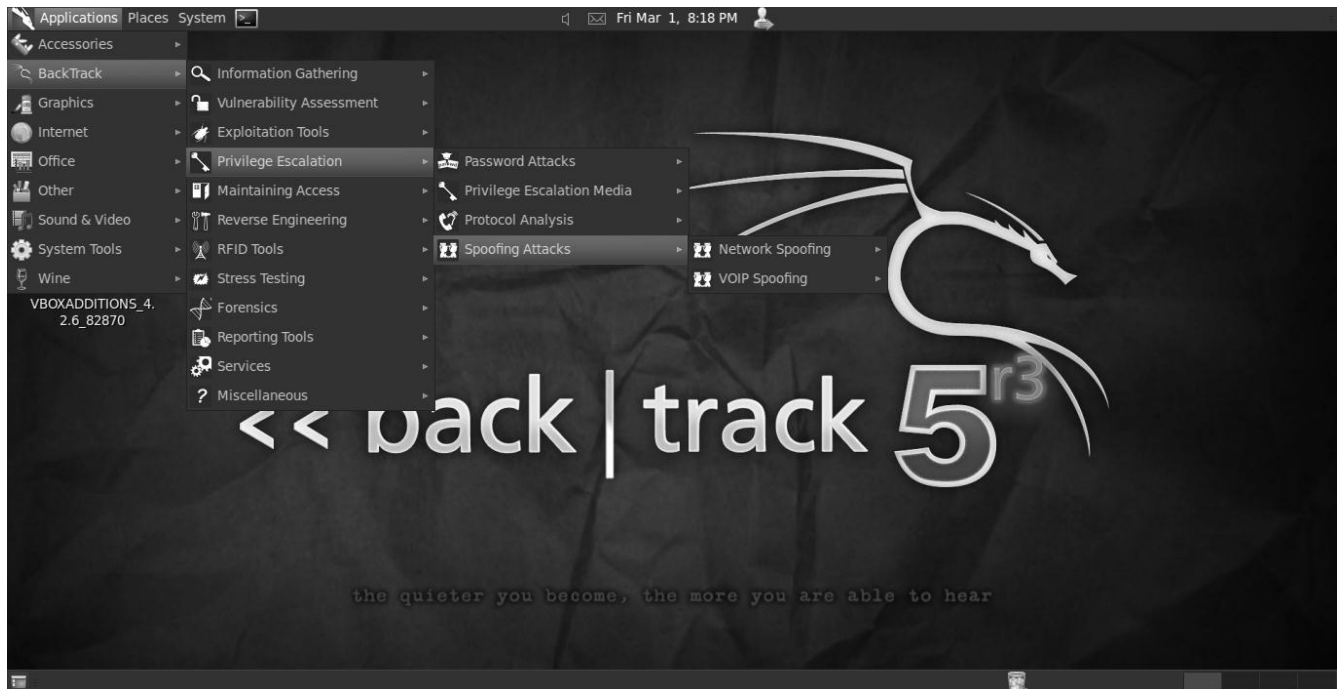 Applications Places System Fri Mar 1, 8:18 PM
Accessories
BackTrack
Graphics
Internet
Office
Other
Sound & Video
System Tools
Wine
VBOXADDITIONS_4.
2.6_82870
Information Gathering
Vulnerability Assessment
Exploitation Tools
Privilege Escalation
Maintaining Access
Reverse Engineering
RFID Tools
Stress Testing
Forensics
Reporting Tools
Services
Miscellaneous
Password Attacks
Privilege Escalation Media
Protocol Analysis
Spoofing Attacks
Network Spoofing
VOIP Spoofing
<< back | track 5 r3
the quieter you become, the more you are able to hear